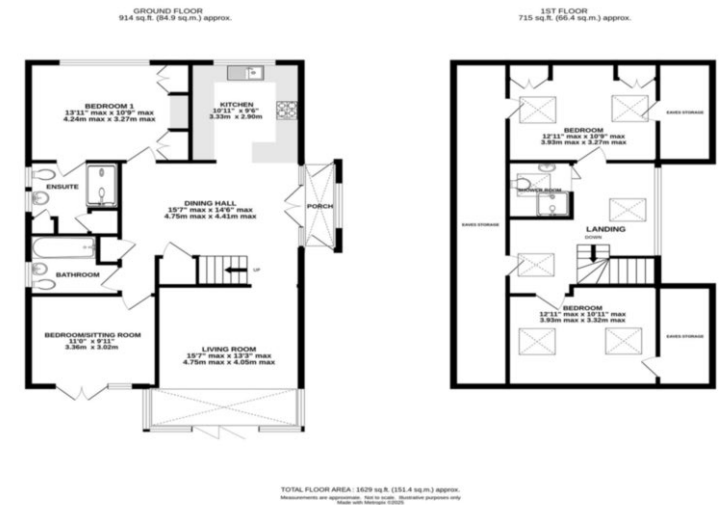 GROUND FLOOR
914 sq.ft. (84.9 sq.m.) approx.
1ST FLOOR
715 sq.ft. (66.4 sq.m.) approx.
BEDROOM 1
13'11" max x 10'9" max
4.24m max x 3.27m max
KITCHEN
10'11" x 9'6"
3.33m x 2.90m
ENSUITE
DINING HALL
15'7" max x 14'6" max
4.75m max x 4.41m max
PORCH
BATHROOM
UP
BEDROOM/SITTING ROOM
11'0" x 9'11"
3.36m x 3.02m
LIVING ROOM
15'7" max x 13'3" max
4.75m max x 4.05m max
BEDROOM
12'11" max x 10'9" max
3.93m max x 3.27m max
EAVES STORAGE
SHOWER ROOM
EAVES STORAGE
LANDING
DOWN
BEDROOM
12'11" max x 10'11" max
3.93m max x 3.32m max
EAVES STORAGE
TOTAL FLOOR AREA : 1629 sq.ft. (151.4 sq.m.) approx.
Measurements are approximate. Not to scale. Illustrative purposes only
Made with Metropix ©2025